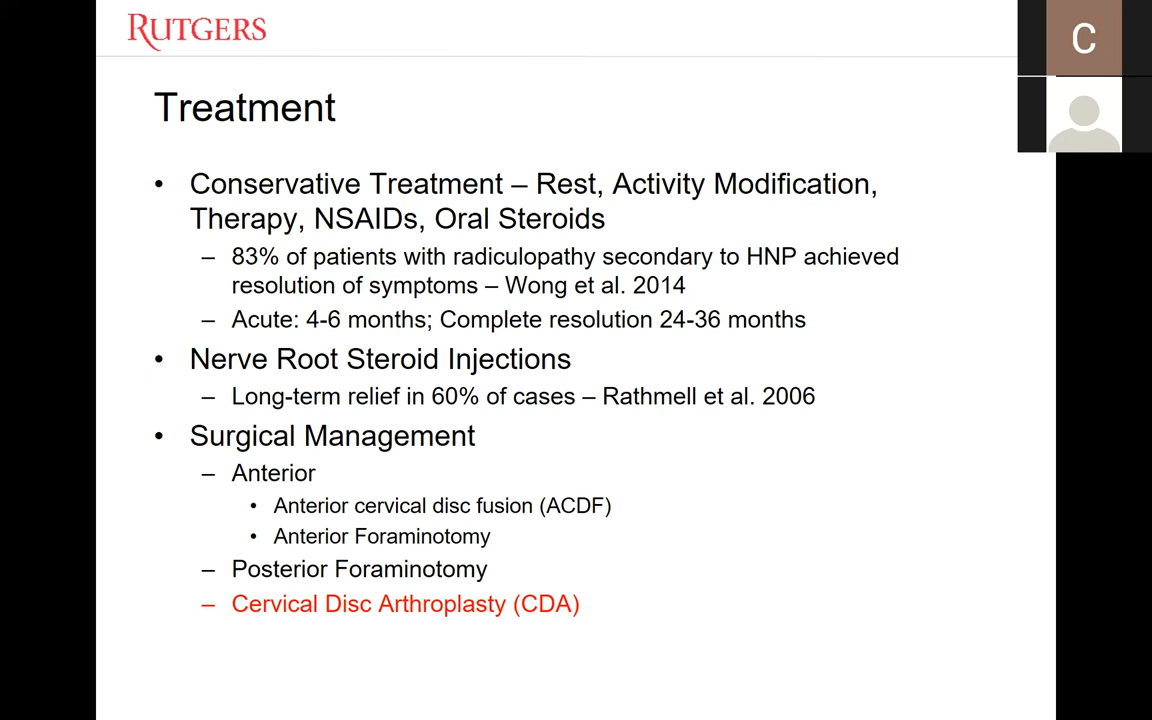 RUTGERS
C
Treatment
• Conservative Treatment – Rest, Activity Modification,
Therapy, NSAIDs, Oral Steroids
– 83% of patients with radiculopathy secondary to HNP achieved
resolution of symptoms – Wong et al. 2014
– Acute: 4-6 months; Complete resolution 24-36 months
• Nerve Root Steroid Injections
– Long-term relief in 60% of cases – Rathmell et al. 2006
• Surgical Management
– Anterior
• Anterior cervical disc fusion (ACDF)
• Anterior Foraminotomy
– Posterior Foraminotomy
– Cervical Disc Arthroplasty (CDA)